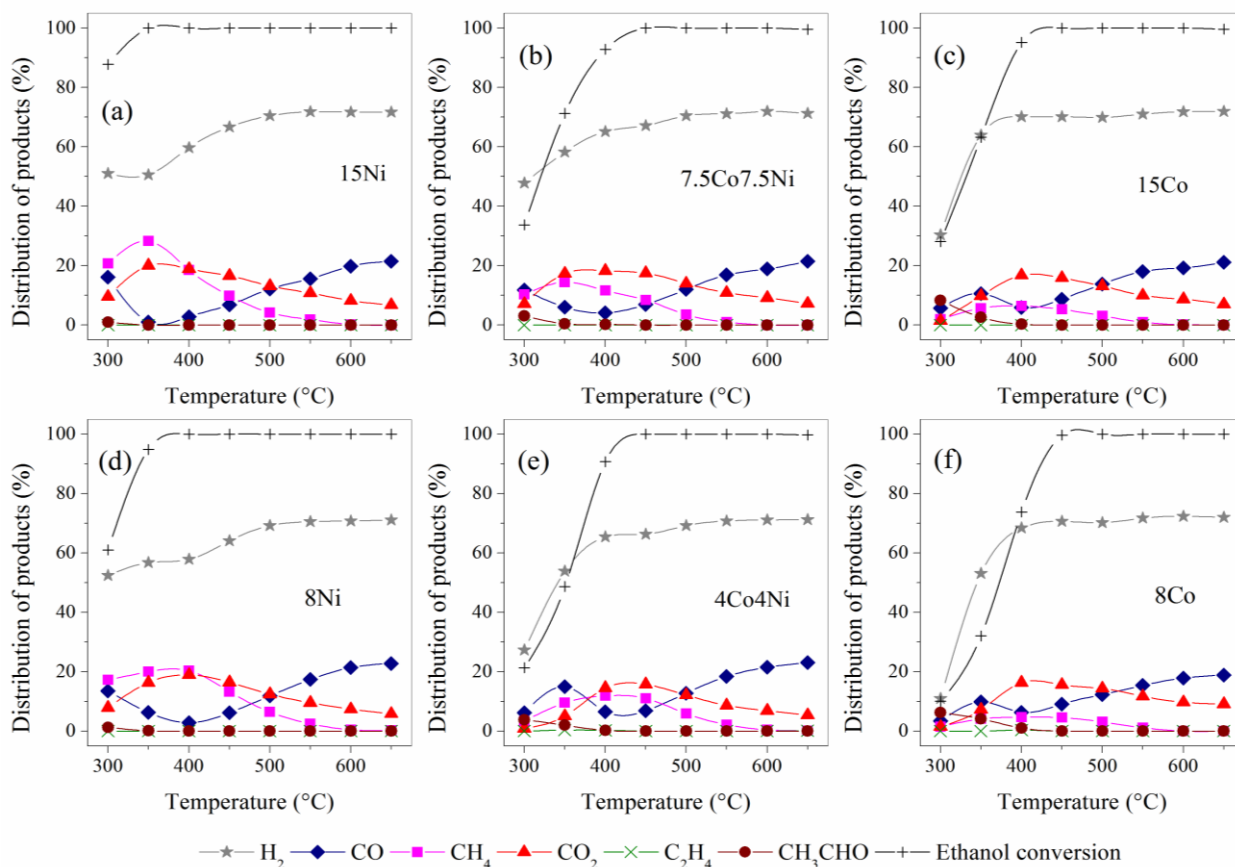 100
80
60
40
20
0
Distribution of products (%)
(a)
15Ni
300 400 500 600
Temperature (°C)
100
80
60
40
20
0
Distribution of products (%)
(b)
7.5Co7.5Ni
300 400 500 600
Temperature (°C)
100
80
60
40
20
0
Distribution of products (%)
(c)
15Co
300 400 500 600
Temperature (°C)
100
80
60
40
20
0
Distribution of products (%)
(d)
8Ni
300 400 500 600
Temperature (°C)
100
80
60
40
20
0
Distribution of products (%)
(e)
4Co4Ni
300 400 500 600
Temperature (°C)
100
80
60
40
20
0
Distribution of products (%)
(f)
8Co
300 400 500 600
Temperature (°C)
H₂ CO CH₄ CO₂ C₂H₄ CH₃CHO Ethanol conversion